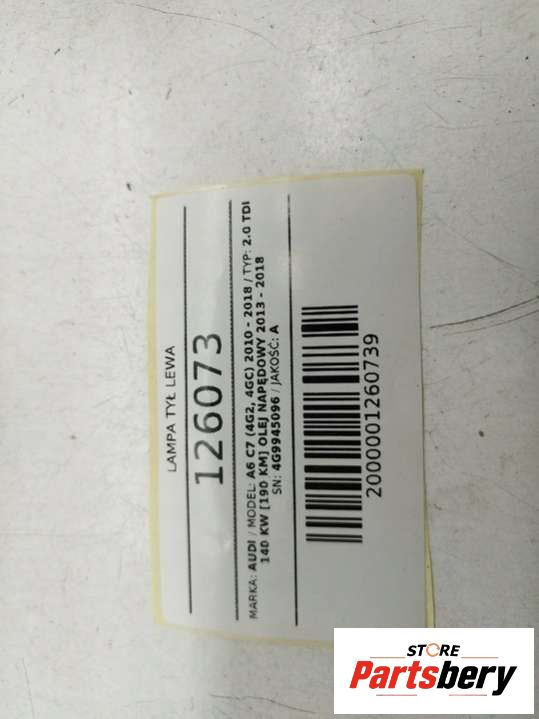 LAMPA TYŁ LEWA
126073
MARKA: AUDI / MODEL: A6 C7 (4G2, 4GC) 2010 - 2018 / TYP: 2.0 TDI
140 KW [190 KM] OLEJ NAPĘDOWY 2013 - 2018
SN: 4G9945096 / JAKOŚĆ: A
2000001260739
STORE
Partsbery